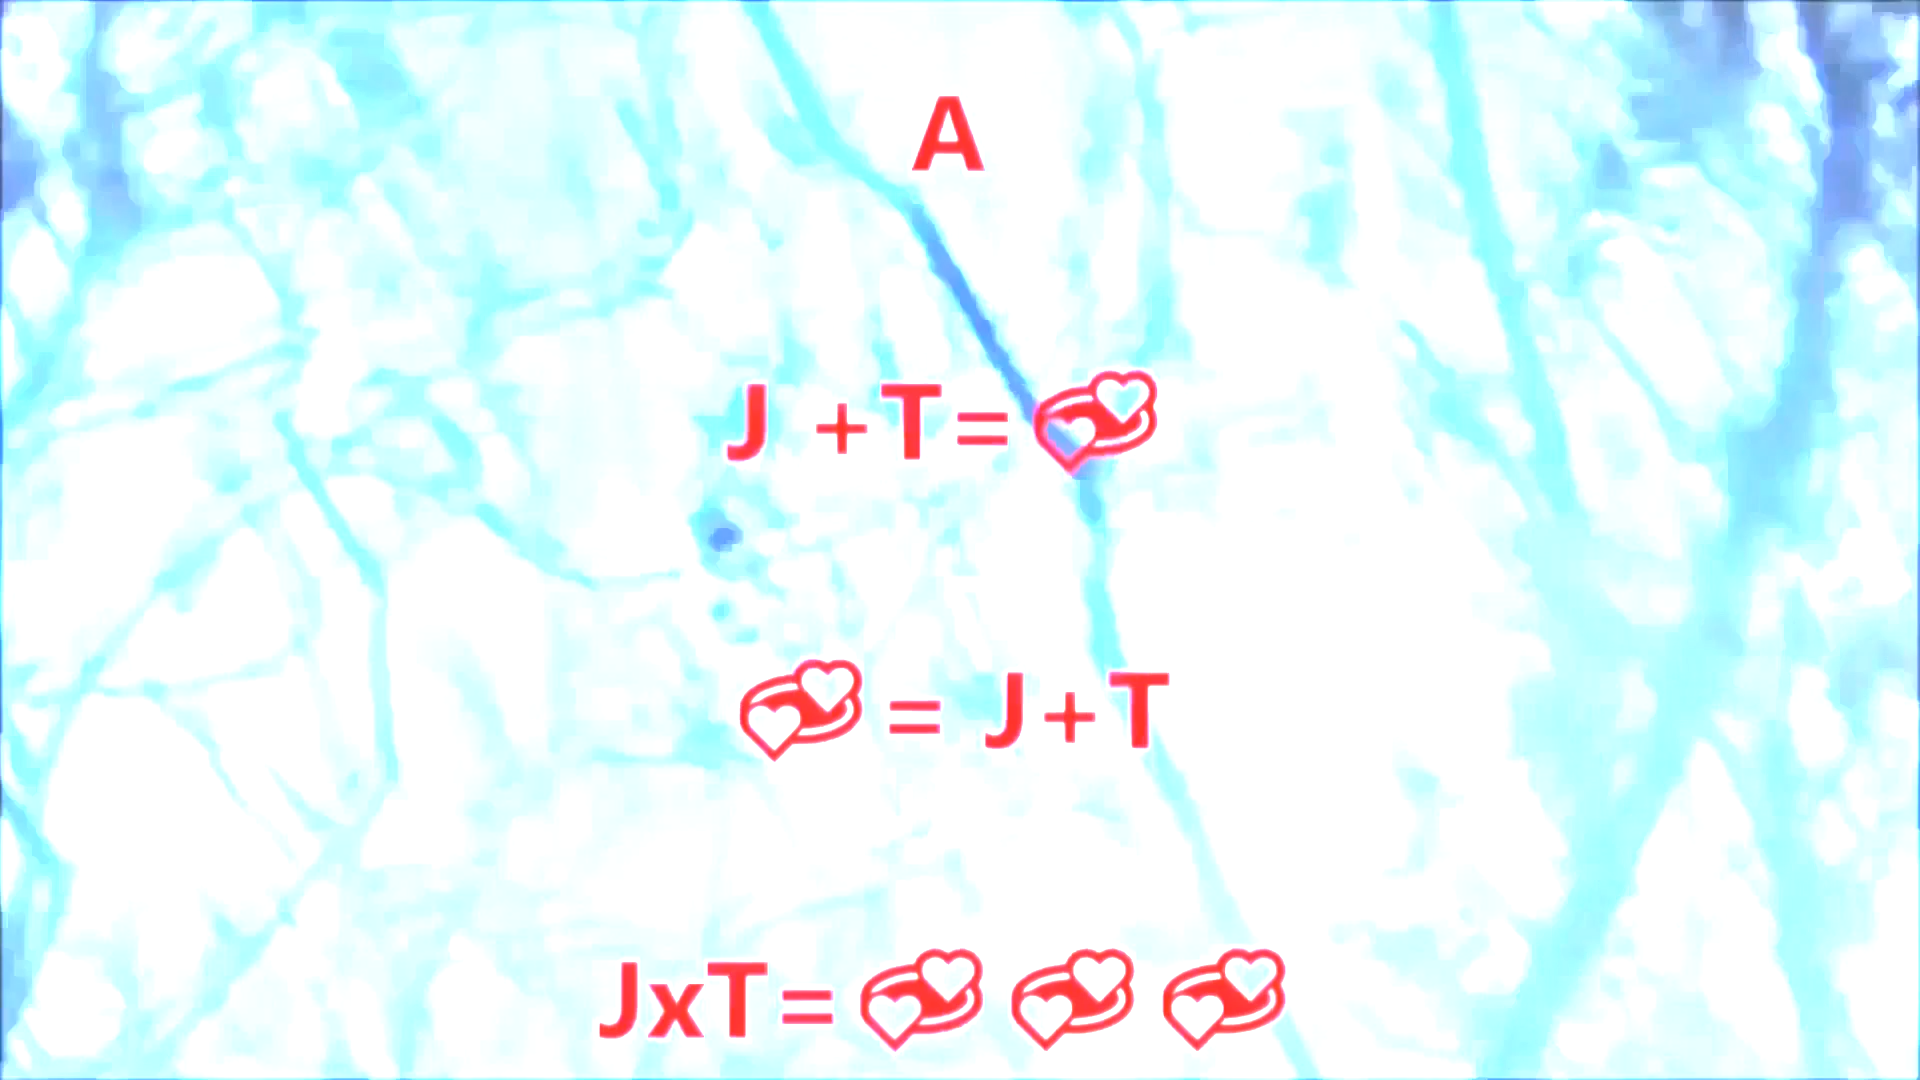 A
J +T= 💞
💞 = J+T
JxT= 💞 💞 💞